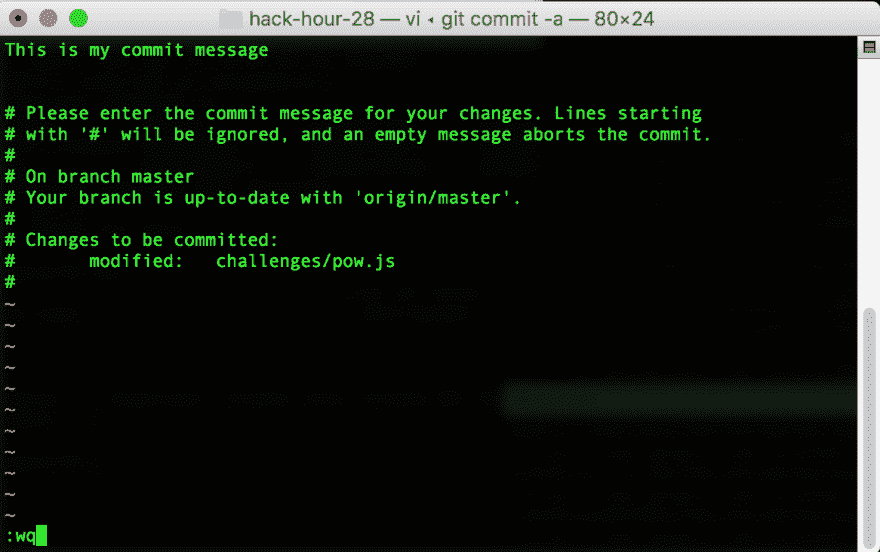 hack-hour-28 — vi ◂ git commit -a — 80×24
This is my commit message
# Please enter the commit message for your changes. Lines starting
# with '#' will be ignored, and an empty message aborts the commit.
#
# On branch master
# Your branch is up-to-date with 'origin/master'.
#
# Changes to be committed:
#       modified:   challenges/pow.js
#
~
~
~
~
~
~
~
~
~
~
~
:wq